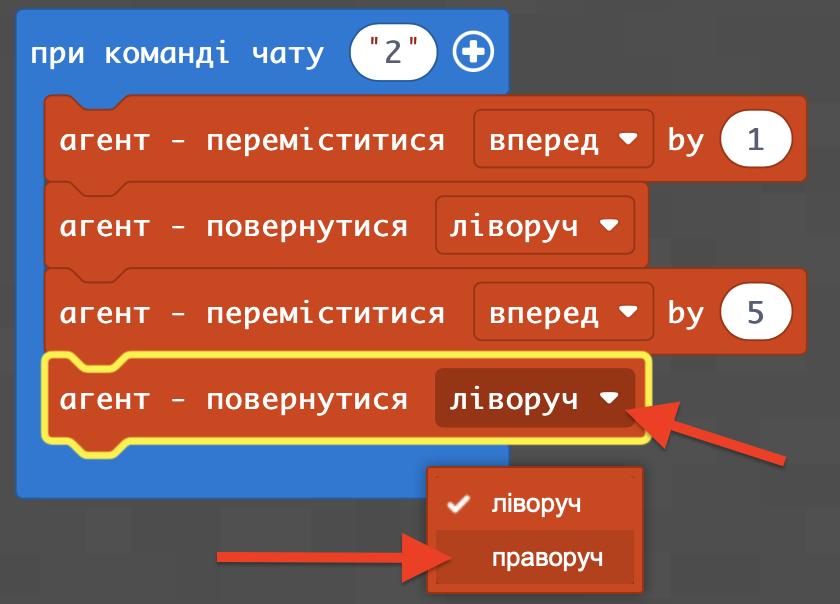 при команді чату "2"
агент - переміститися вперед by 1
агент - повернутися ліворуч
агент - переміститися вперед by 5
агент - повернутися ліворуч
ліворуч
праворуч